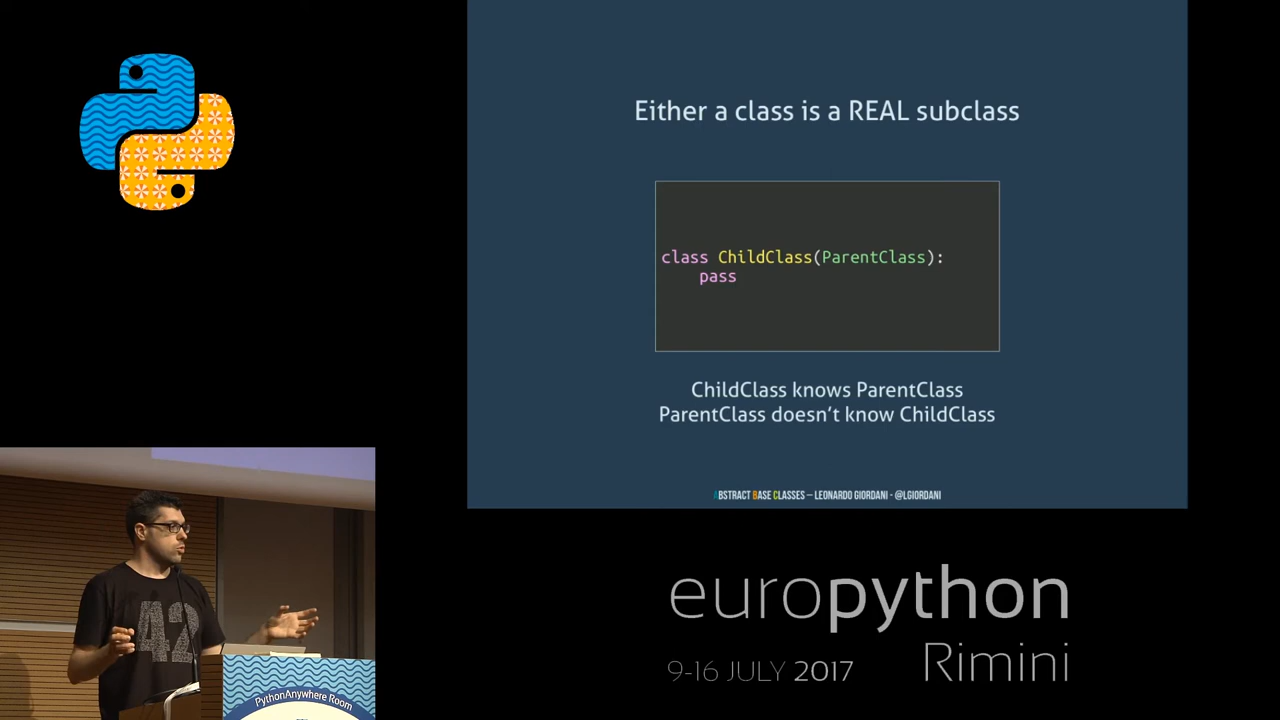 Either a class is a REAL subclass
class ChildClass(ParentClass):
pass
ChildClass knows ParentClass
ParentClass doesn't know ChildClass
ABSTRACT BASE CLASSES – LEONARDO GIORDANI - @LGIORDANI
42
PythonAnywhere Room
europython
Rimini
9-16 JULY 2017